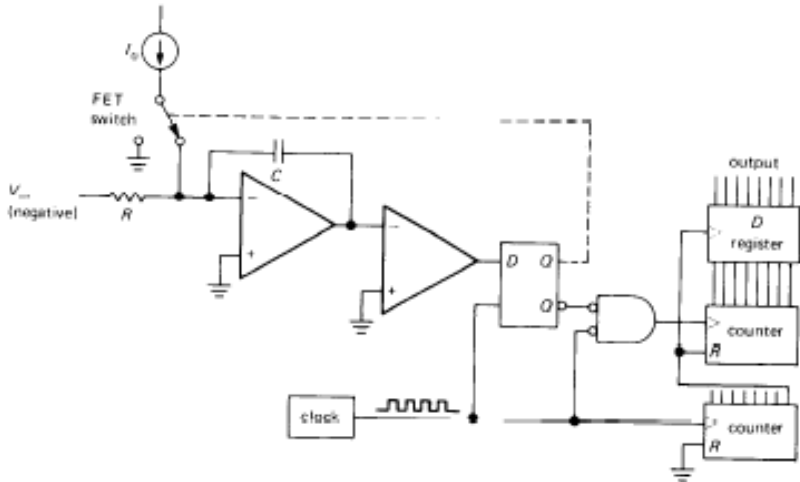 I₀
FET
switch
C
V
(negative)
R
−
+
−
+
D Q
Q
clock
output
D
register
counter
R
counter
R